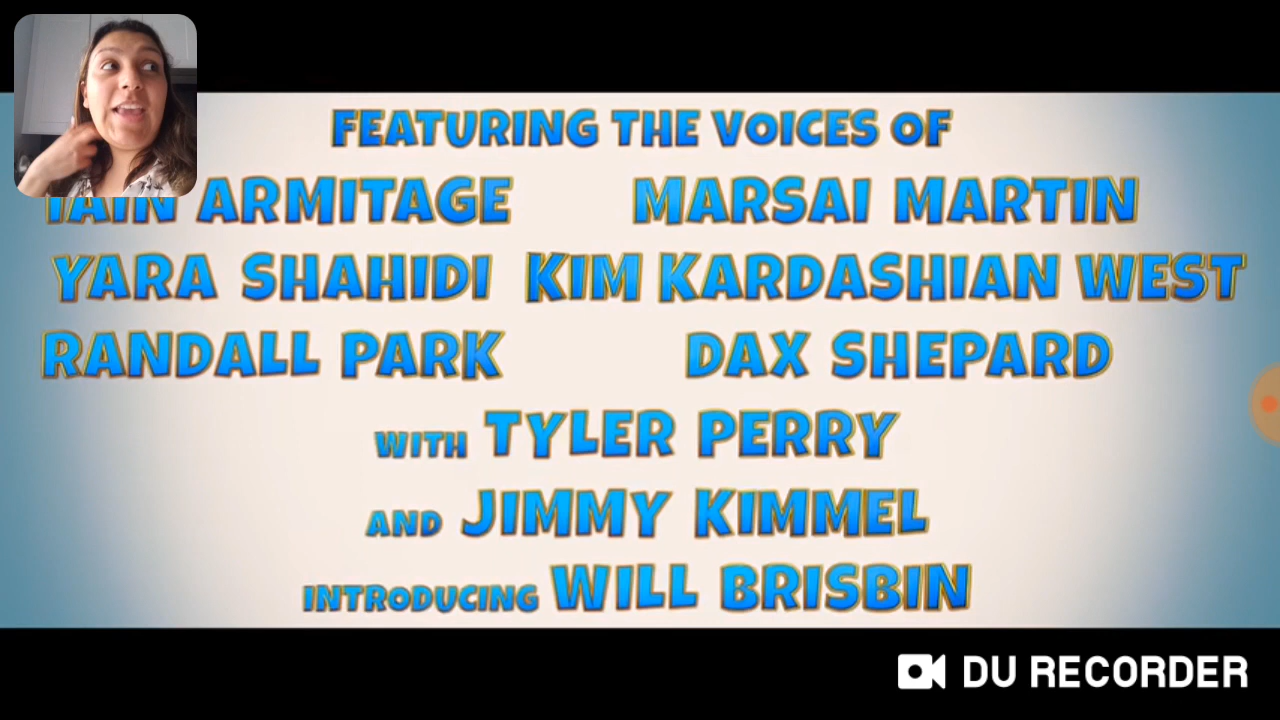 FEATURING THE VOICES OF
IAIN ARMITAGE MARSAI MARTIN
YARA SHAHIDI KIM KARDASHIAN WEST
RANDALL PARK DAX SHEPARD
WITH TYLER PERRY
AND JIMMY KIMMEL
INTRODUCING WILL BRISBIN
DU RECORDER